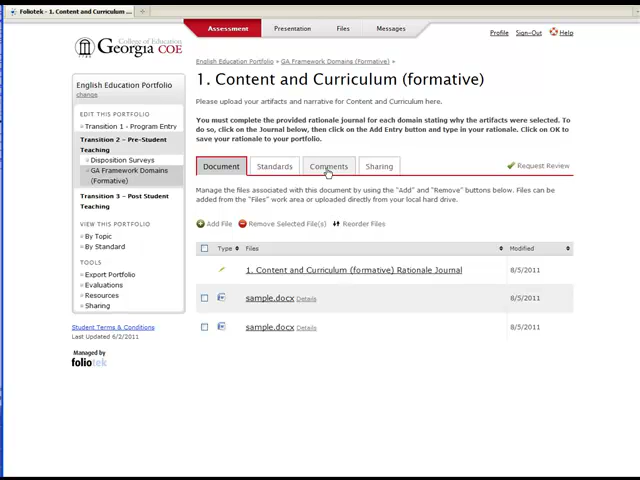 Foliotek - 1. Content and Curriculum ...
Assessment
Presentation
Files
Messages
Profile
Sign-Out
Help
College of Education
Georgia COE
English Education Portfolio
change
EDIT THIS PORTFOLIO
Transition 1 - Program Entry
Transition 2 - Pre-Student
Teaching
Disposition Surveys
GA Framework Domains
(Formative)
Transition 3 - Post Student
Teaching
VIEW THIS PORTFOLIO
By Topic
By Standard
TOOLS
Export Portfolio
Evaluations
Resources
Sharing
Student Terms & Conditions
Last Updated 6/2/2011
Managed by
foliotek
English Education Portfolio » GA Framework Domains (Formative) »
1. Content and Curriculum (formative)
Please upload your artifacts and narrative for Content and Curriculum here.
You must complete the provided rationale journal for each domain stating why the artifacts were selected. To
do so, click on the Journal below, then click on the Add Entry button and type in your rationale. Click on OK to
save your rationale to your portfolio.
Document
Standards
Comments
Sharing
Request Review
Manage the files associated with this document by using the "Add" and "Remove" buttons below. Files can be
added from the "Files" work area or uploaded directly from your local hard drive.
Add File
Remove Selected File(s)
Reorder Files
Type
Files
Modified
1. Content and Curriculum (formative) Rationale Journal
8/5/2011
sample.docx Details
8/5/2011
sample.docx Details
8/5/2011